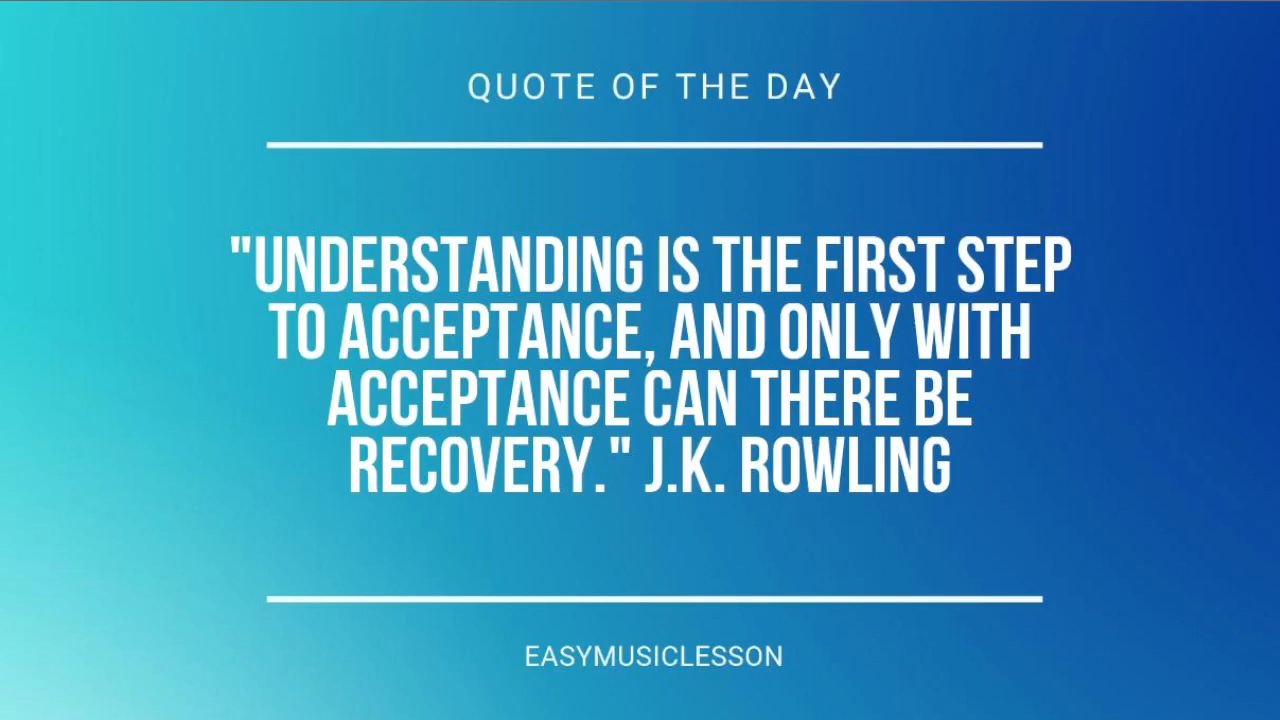 QUOTE OF THE DAY
"UNDERSTANDING IS THE FIRST STEP
TO ACCEPTANCE, AND ONLY WITH
ACCEPTANCE CAN THERE BE
RECOVERY." J.K. ROWLING
EASYMUSICLESSON